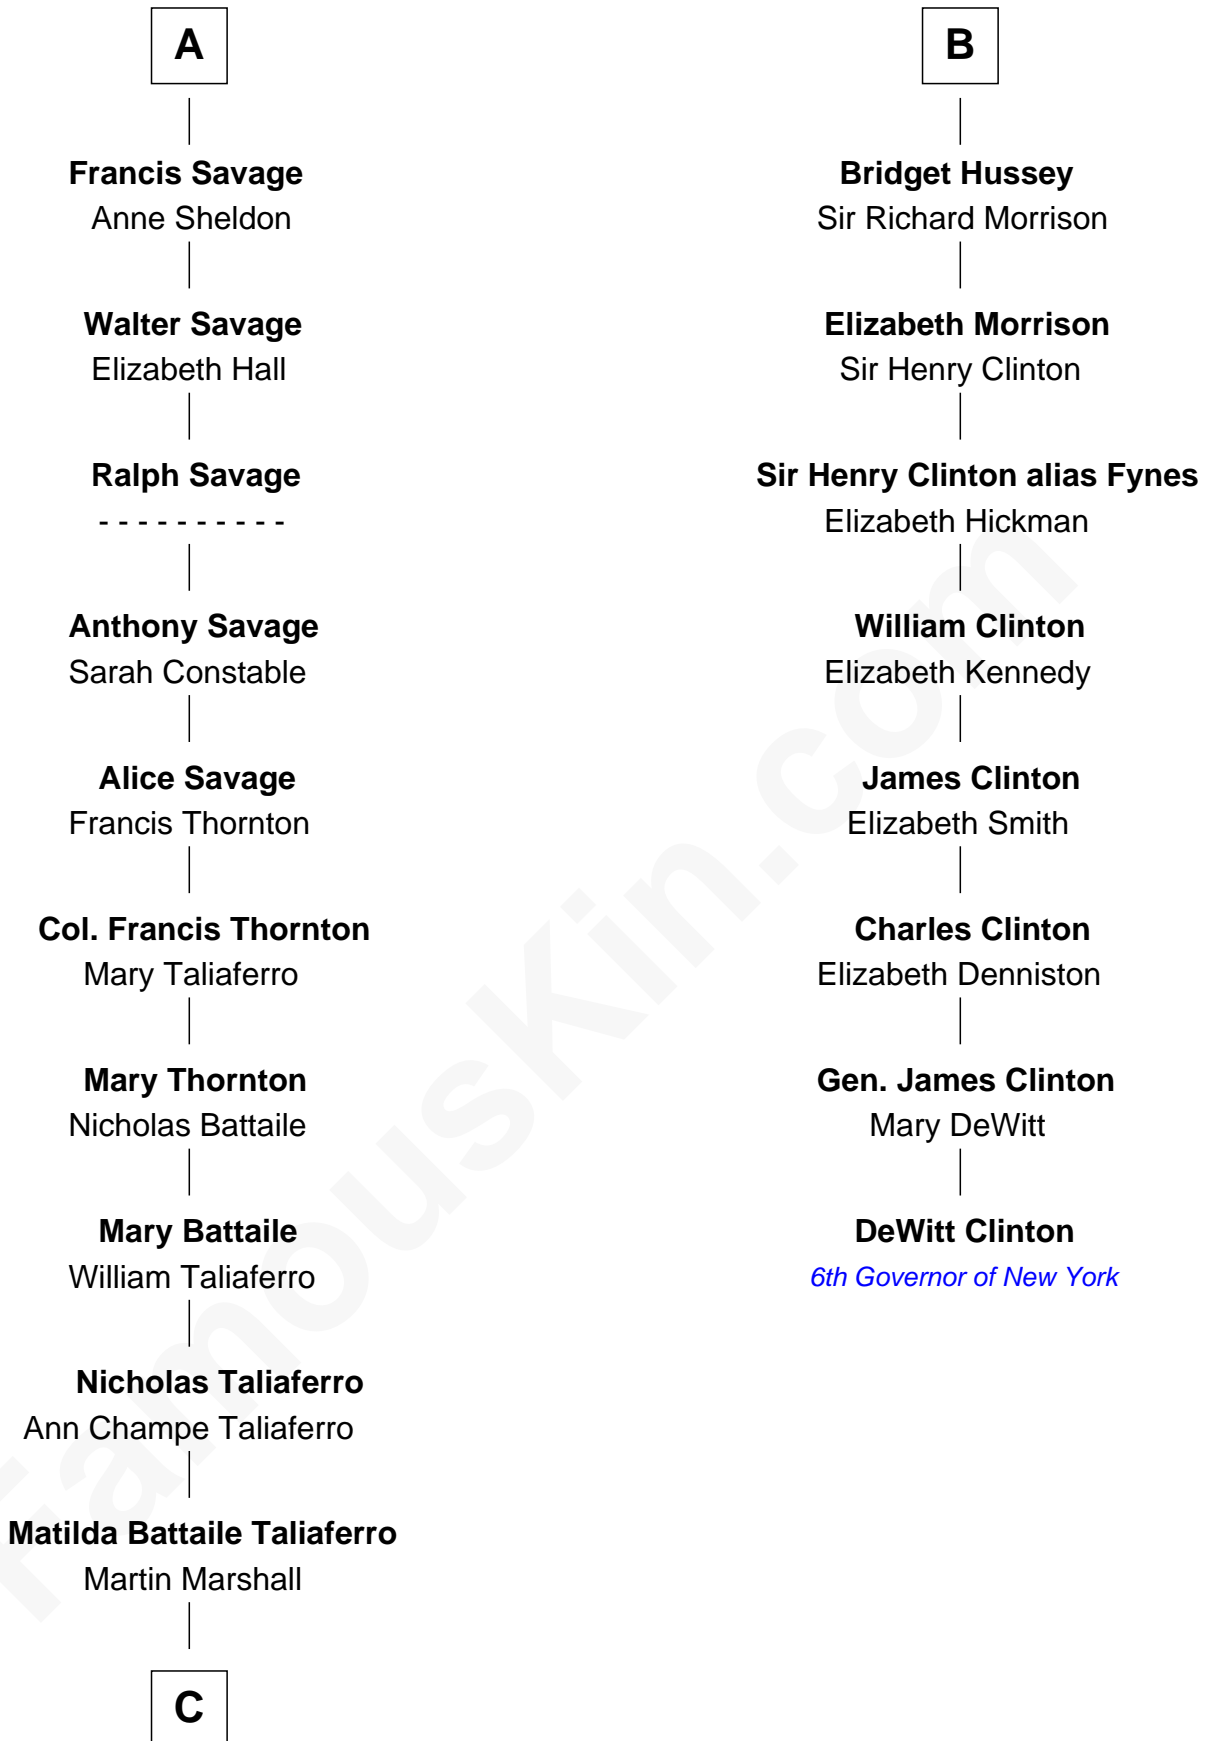 A
Francis Savage
Anne Sheldon
Walter Savage
Elizabeth Hall
Ralph Savage
- - - - - - - - - -
Anthony Savage
Sarah Constable
Alice Savage
Francis Thornton
Col. Francis Thornton
Mary Taliaferro
Mary Thornton
Nicholas Battaile
Mary Battaile
William Taliaferro
Nicholas Taliaferro
Ann Champe Taliaferro
Matilda Battaile Taliaferro
Martin Marshall
C
B
Bridget Hussey
Sir Richard Morrison
Elizabeth Morrison
Sir Henry Clinton
Sir Henry Clinton alias Fynes
Elizabeth Hickman
William Clinton
Elizabeth Kennedy
James Clinton
Elizabeth Smith
Charles Clinton
Elizabeth Denniston
Gen. James Clinton
Mary DeWitt
DeWitt Clinton
6th Governor of New York
FamousKin.com